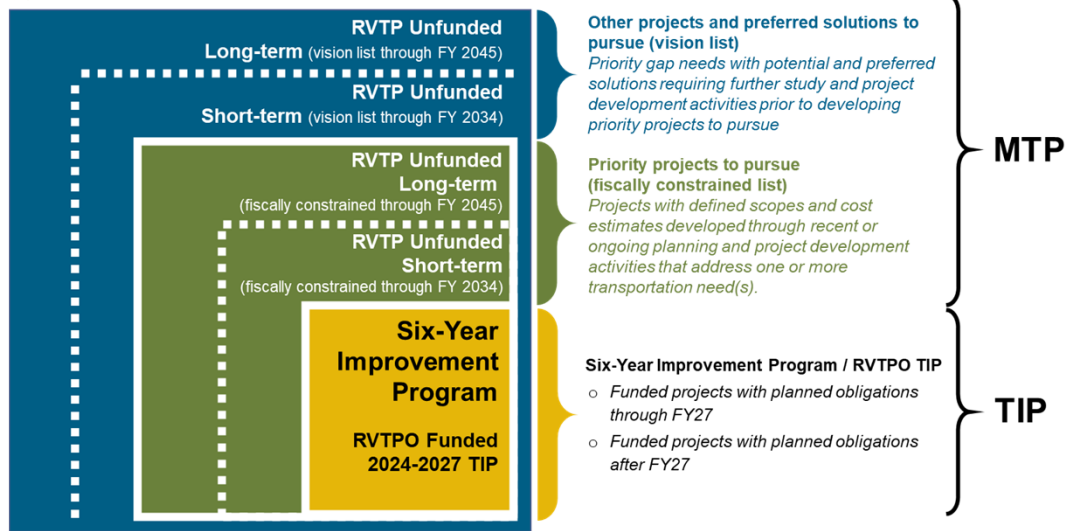 RVTP Unfunded
Long-term (vision list through FY 2045)
RVTP Unfunded
Short-term (vision list through FY 2034)
RVTP Unfunded
Long-term
(fiscally constrained through FY 2045)
RVTP Unfunded
Short-term
(fiscally constrained through FY 2034)
Six-Year
Improvement
Program
RVTPO Funded
2024-2027 TIP
Other projects and preferred solutions to
pursue (vision list)
Priority gap needs with potential and preferred
solutions requiring further study and project
development activities prior to developing
priority projects to pursue
Priority projects to pursue
(fiscally constrained list)
Projects with defined scopes and cost
estimates developed through recent or
ongoing planning and project development
activities that address one or more
transportation need(s).
Six-Year Improvement Program / RVTPO TIP
○ Funded projects with planned obligations
through FY27
○ Funded projects with planned obligations
after FY27
MTP
TIP